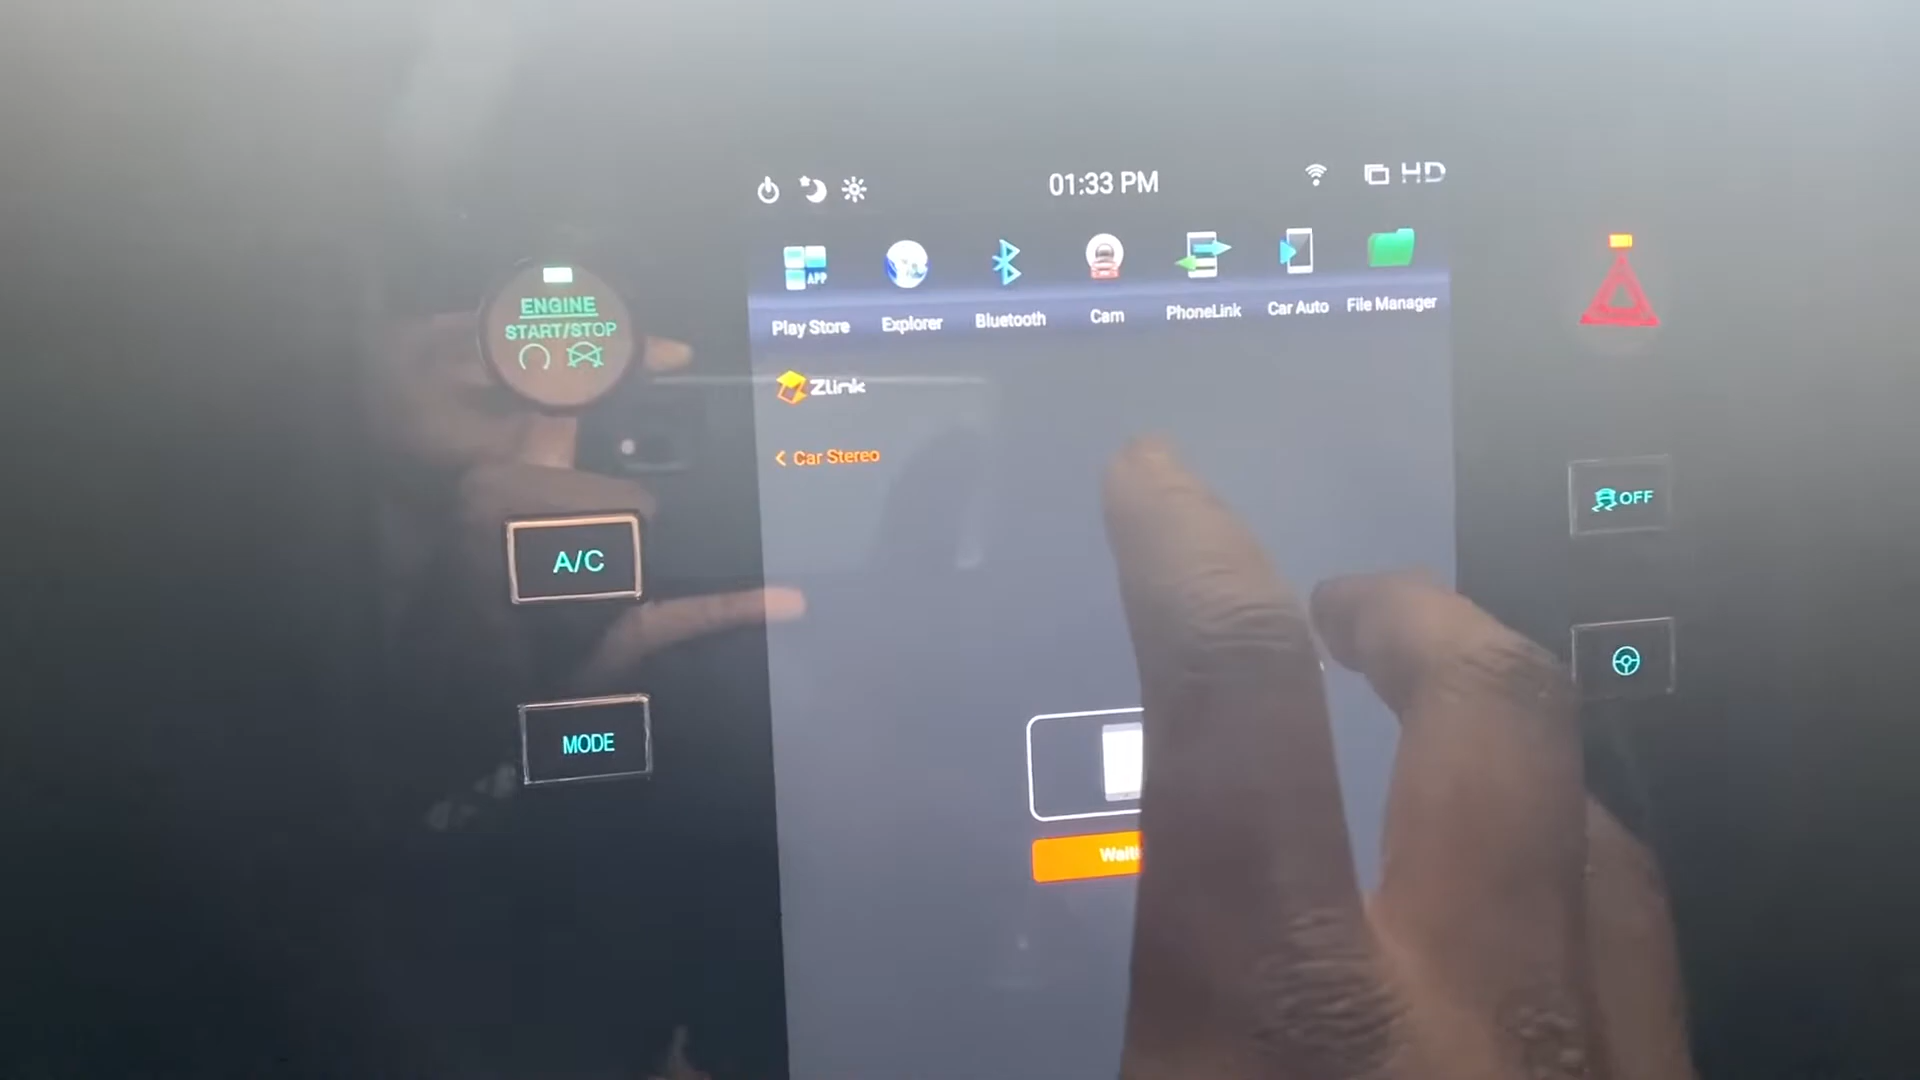 01:33 PM
HD
ENGINE
START/STOP
APP
Play Store
Explorer
Bluetooth
Cam
PhoneLink
Car Auto
File Manager
Zlink
< Car Stereo
OFF
A/C
MODE